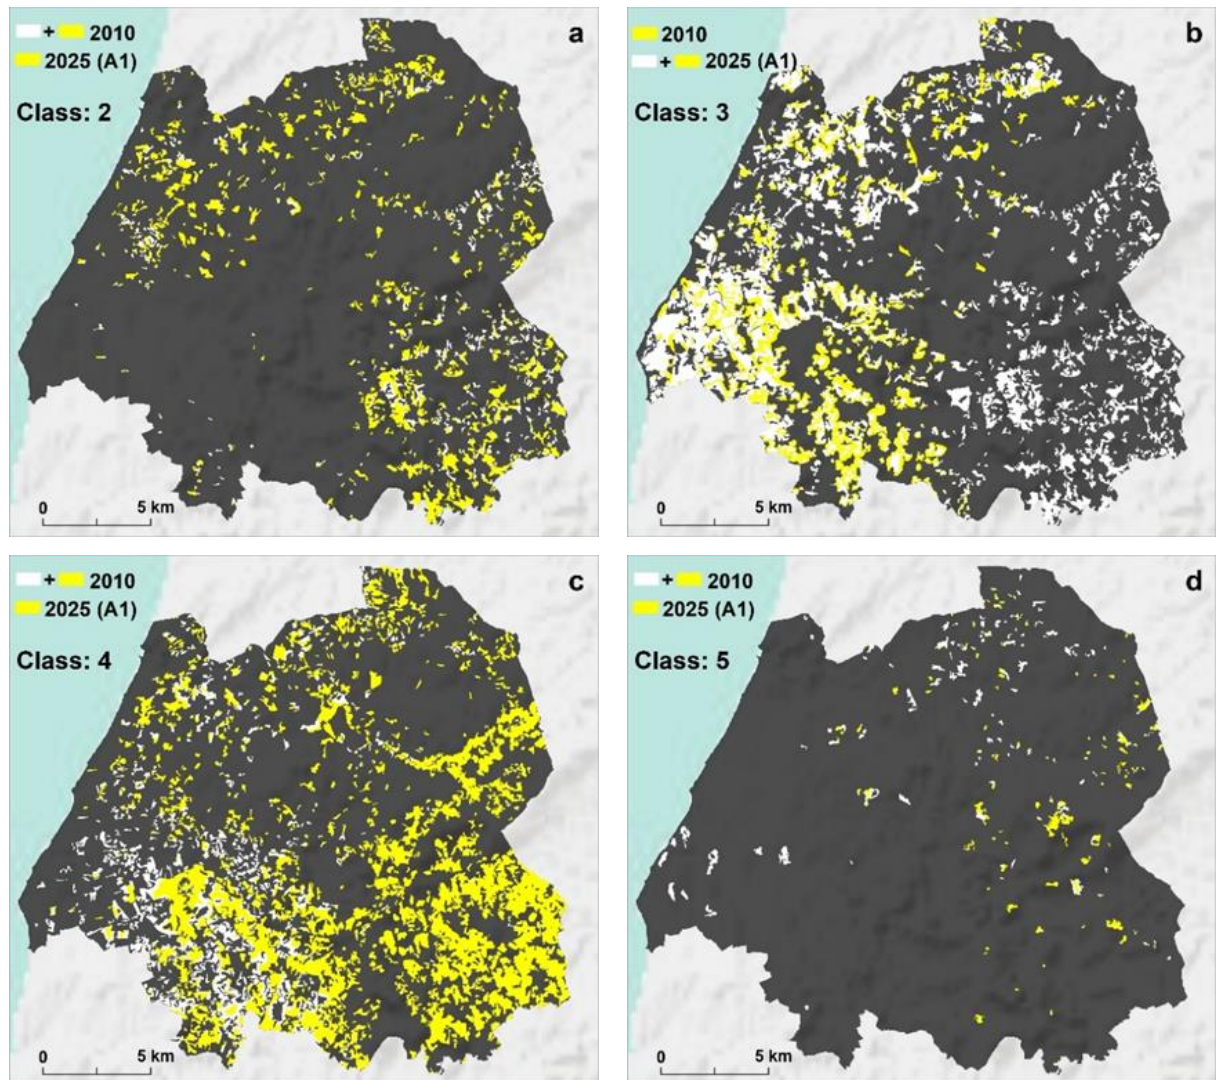 + 2010 a
2025 (A1)
Class: 2
0 5 km
2010 b
+ 2025 (A1)
Class: 3
0 5 km
+ 2010 c
2025 (A1)
Class: 4
0 5 km
+ 2010 d
2025 (A1)
Class: 5
0 5 km